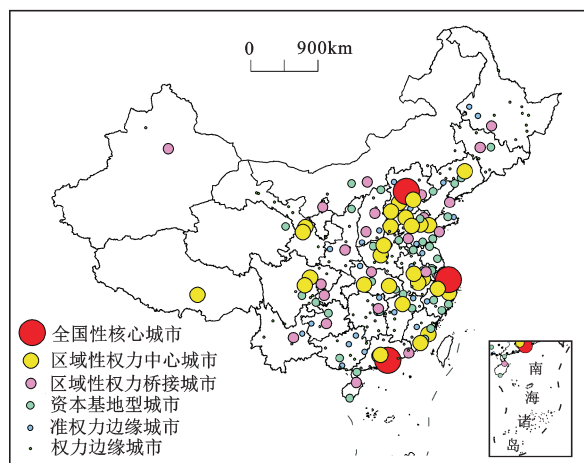 0 900km
全国性核心城市
区域性权力中心城市
区域性权力桥接城市
资本基地型城市
准权力边缘城市
权力边缘城市
南
海
诸
岛